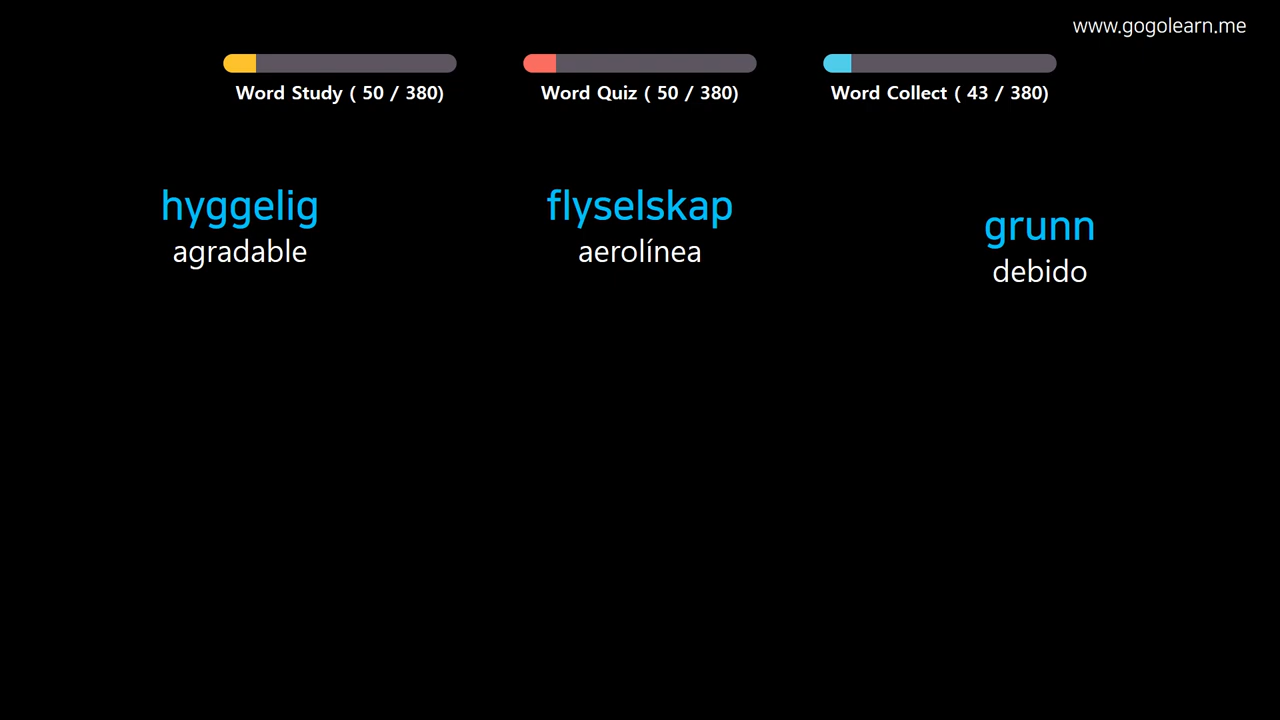 www.gogolearn.me
Word Study ( 50 / 380)
Word Quiz ( 50 / 380)
Word Collect ( 43 / 380)
hyggelig
agradable
flyselskap
aerolínea
grunn
debido